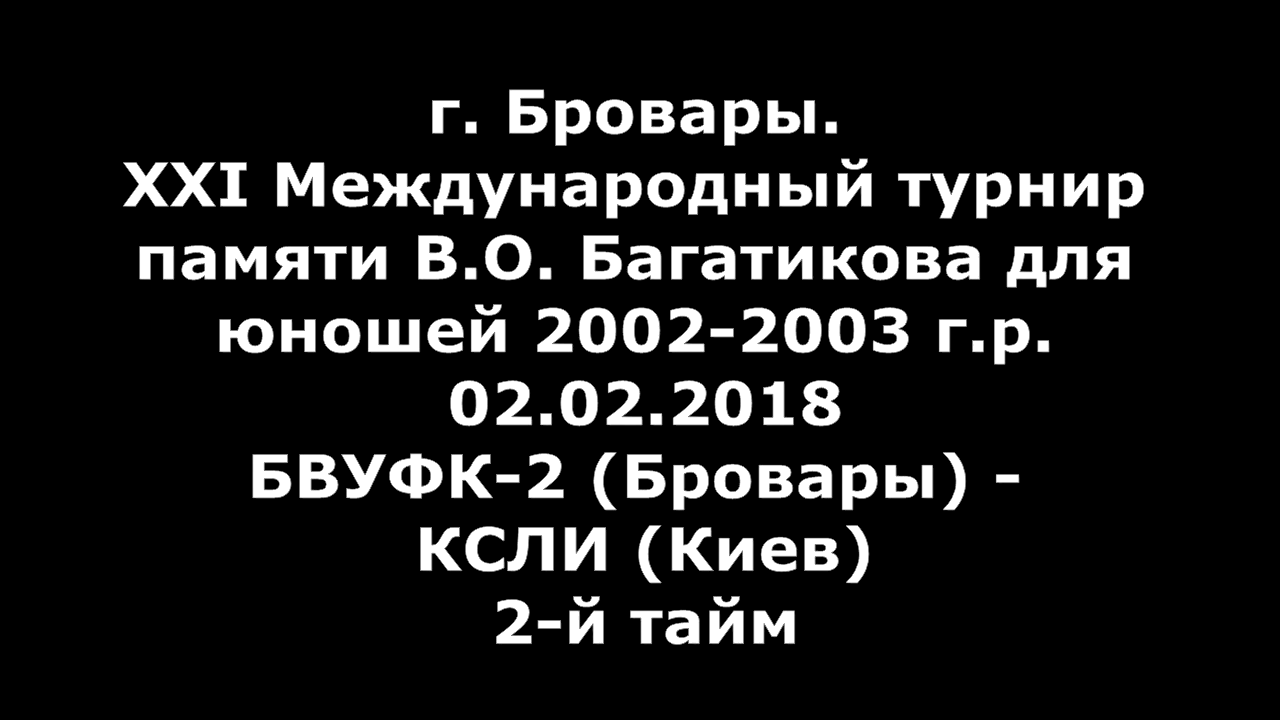 г. Бровары.
XXI Международный турнир
памяти В.О. Багатикова для
юношей 2002-2003 г.р.
02.02.2018
БВУФК-2 (Бровары) -
КСЛИ (Киев)
2-й тайм